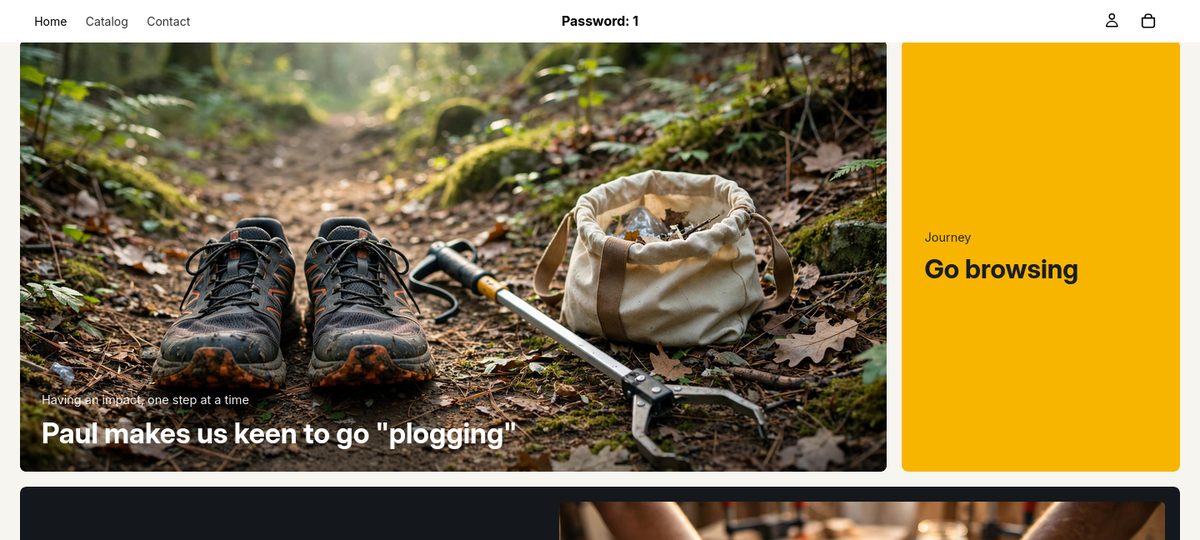 Home Catalog Contact
Password: 1
Having an impact, one step at a time
Paul makes us keen to go "plogging"
Journey
Go browsing